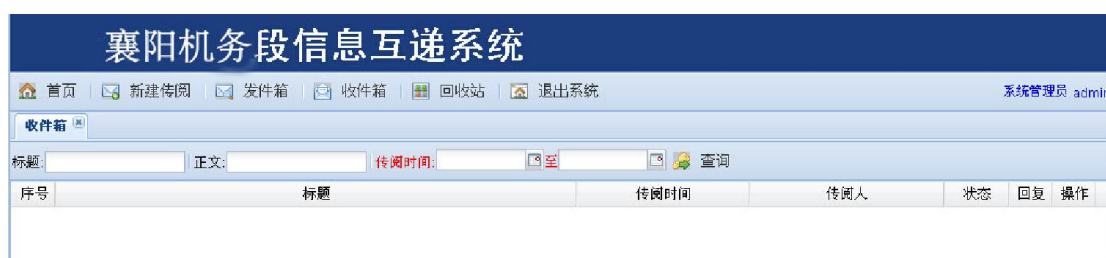 襄阳机务段信息互递系统
首页 新建传阅 发件箱 收件箱 回收站 退出系统 系统管理员 admin
收件箱
标题: 正文: 传阅时间: 至 查询
序号 标题 传阅时间 传阅人 状态 回复 操作